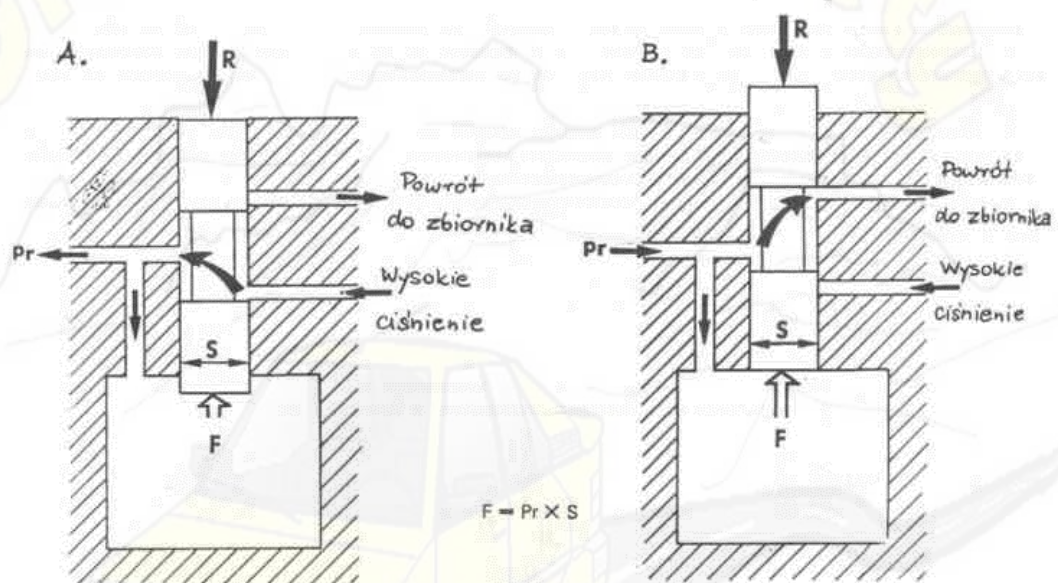 A.
R
Powrót
do zbiornika
Pr
Wysokie
ciśnienie
S
F
F = Pr × S
B.
R
Powrót
do zbiornika
Pr
Wysokie
ciśnienie
S
F